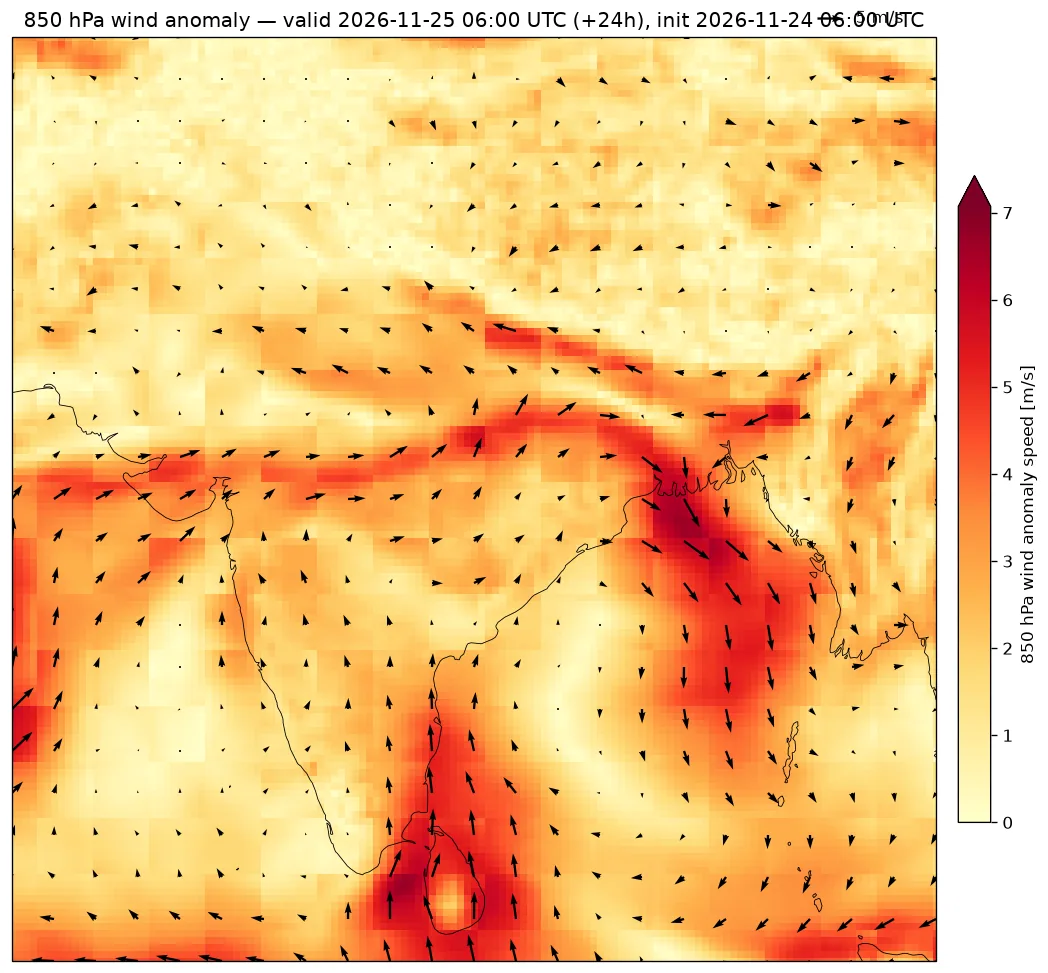 850 hPa wind anomaly — valid 2026-11-25 06:00 UTC (+24h), init 2026-11-24 06:00 UTC
5 m/s
7
6
5
4
3
2
1
0
850 hPa wind anomaly speed [m/s]